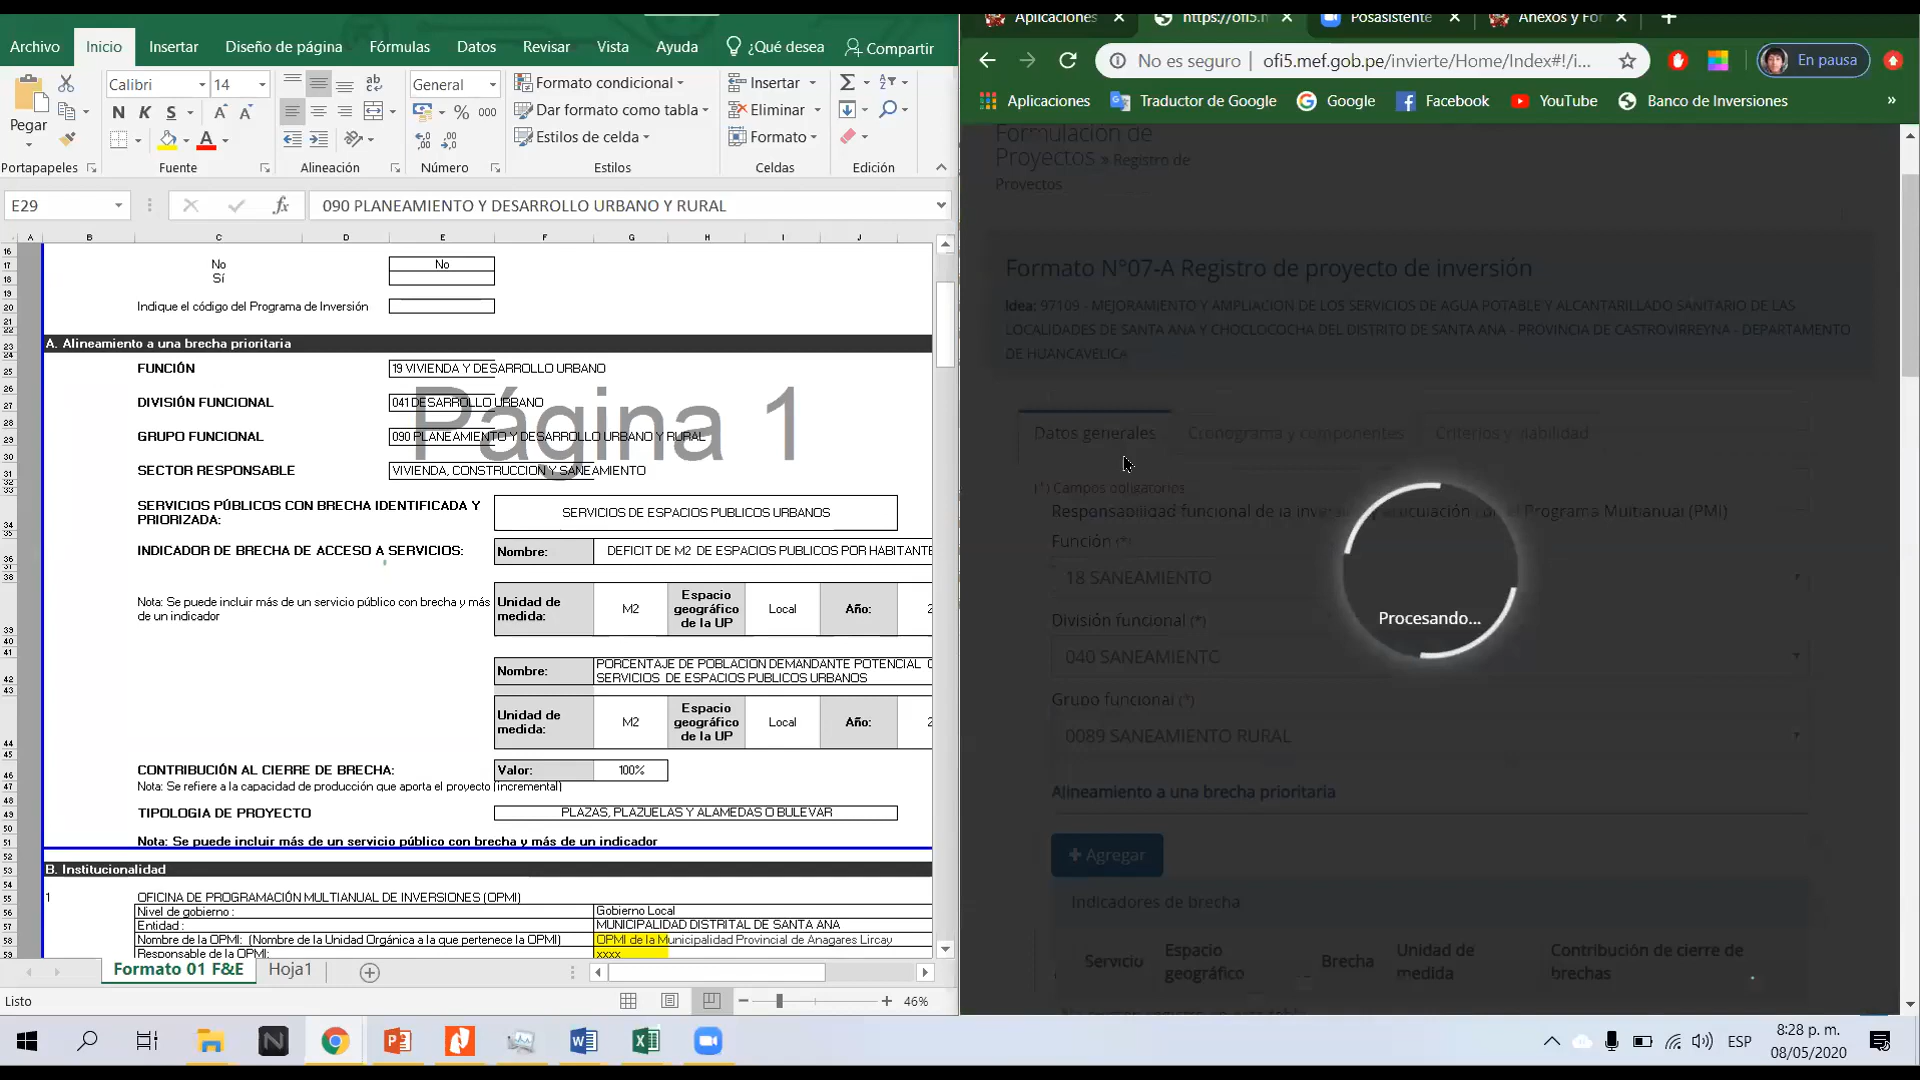 Archivo Inicio Insertar Diseño de página Fórmulas Datos Revisar Vista Ayuda ¿Qué desea Compartir
Calibri 14 General Formato condicional Insertar
Pegar N K S % 000 Dar formato como tabla Eliminar
Estilos de celda Formato
Portapapeles Fuente Alineación Número Estilos Celdas Edición
E29 fx 090 PLANEAMIENTO Y DESARROLLO URBANO Y RURAL
A B C D E F G H I J
No No
Sí
Indique el código del Programa de Inversión
A. Alineamiento a una brecha prioritaria
FUNCIÓN 19 VIVIENDA Y DESARROLLO URBANO
DIVISIÓN FUNCIONAL 041 DESARROLLO URBANO
Página 1
GRUPO FUNCIONAL 090 PLANEAMIENTO Y DESARROLLO URBANO Y RURAL
SECTOR RESPONSABLE VIVIENDA, CONSTRUCCION Y SANEAMIENTO
SERVICIOS PÚBLICOS CON BRECHA IDENTIFICADA Y
PRIORIZADA:
SERVICIOS DE ESPACIOS PUBLICOS URBANOS
INDICADOR DE BRECHA DE ACCESO A SERVICIOS: Nombre: DEFICIT DE M2 DE ESPACIOS PUBLICOS POR HABITANTE
Nota: Se puede incluir más de un servicio público con brecha y más
de un indicador
Unidad de
medida:
M2
Espacio
geográfico
de la UP
Local Año: 2
Nombre:
PORCENTAJE DE POBLACION DEMANDANTE POTENCIAL
SERVICIOS DE ESPACIOS PUBLICOS URBANOS
Unidad de
medida:
M2
Espacio
geográfico
de la UP
Local Año: 2
CONTRIBUCIÓN AL CIERRE DE BRECHA: Valor: 100%
Nota: Se refiere a la capacidad de producción que aporta el proyecto (incremental)
TIPOLOGIA DE PROYECTO PLAZAS, PLAZUELAS Y ALAMEDAS O BULEVAR
Nota: Se puede incluir más de un servicio público con brecha y más de un indicador
B. Institucionalidad
1 OFICINA DE PROGRAMACIÓN MULTIANUAL DE INVERSIONES (OPMI)
Nivel de gobierno : Gobierno Local
Entidad : MUNICIPALIDAD DISTRITAL DE SANTA ANA
Nombre de la OPMI: (Nombre de la Unidad Orgánica a la que pertenece la OPMI) OPMI de la Municipalidad Provincial de Anagares Lircay
Responsable de la OPMI: xxxx
Formato 01 F&E Hoja1
Listo 46%
Aplicaciones https://ofi5.m Posasistente Anexos y For
No es seguro | ofi5.mef.gob.pe/invierte/Home/Index#!/i... En pausa
Aplicaciones Traductor de Google Google Facebook YouTube Banco de Inversiones »
Formulación de
Proyectos » Registro de
Proyectos
Formato N°07-A Registro de proyecto de inversión
Idea: 97109 - MEJORAMIENTO Y AMPLIACION DE LOS SERVICIOS DE AGUA POTABLE Y ALCANTARILLADO SANITARIO DE LAS
LOCALIDADES DE SANTA ANA Y CHOCLOCOCHA DEL DISTRITO DE SANTA ANA - PROVINCIA DE CASTROVIRREYNA - DEPARTAMENTO
DE HUANCAVELICA
Datos generales Cronograma y componentes Criterios y viabilidad
(*) Campos obligatorios
Responsabilidad funcional de la inversión y articulación con el Programa Multianual (PMI)
Función (*)
18 SANEAMIENTO
Procesando...
División funcional (*)
040 SANEAMIENTO
Grupo funcional (*)
0089 SANEAMIENTO RURAL
Alineamiento a una brecha prioritaria
+ Agregar
Indicadores de brecha
Servicio
Espacio
geográfico
Brecha
Unidad de
medida
Contribución de cierre de
brechas
ESP
8:28 p. m.
08/05/2020